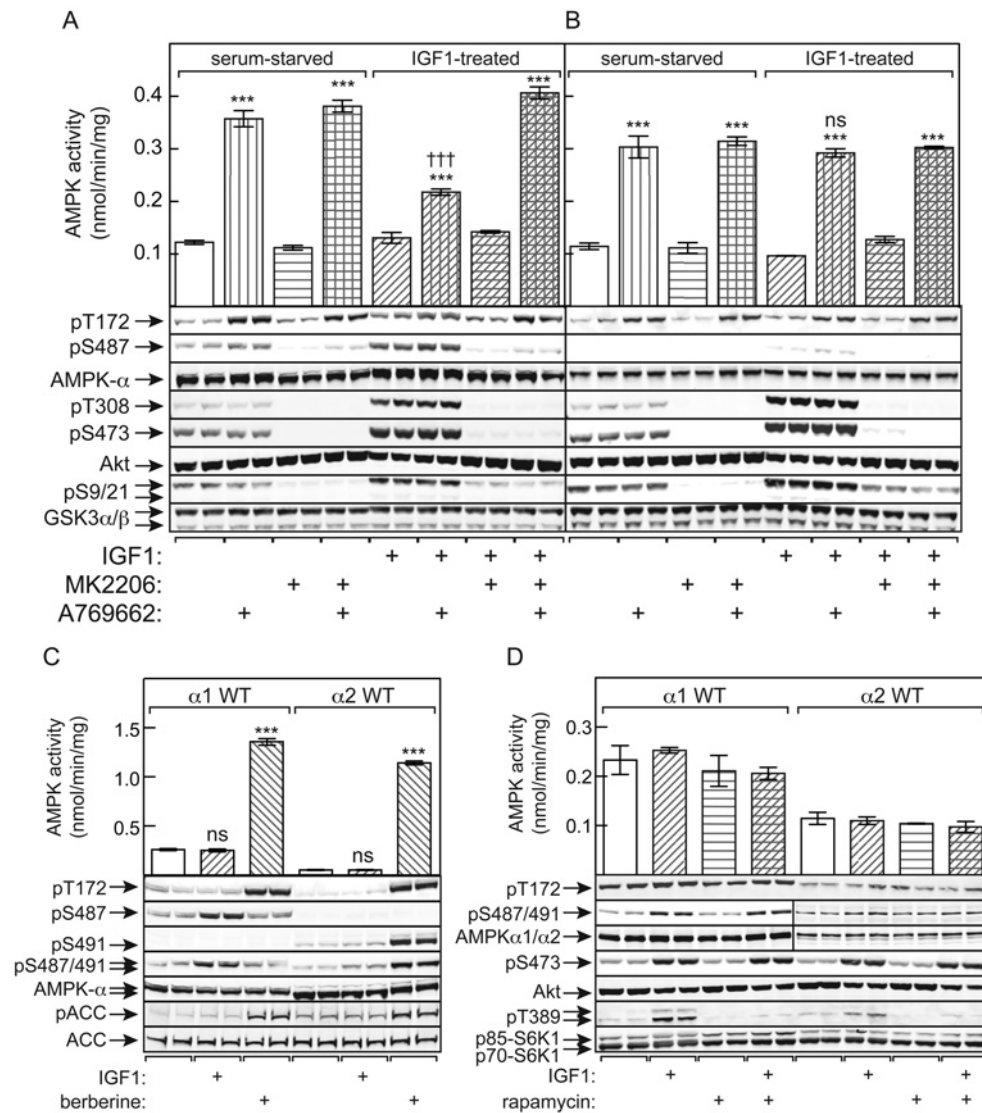 A
B
serum-starved
IGF1-treated
serum-starved
IGF1-treated
AMPK activity
(nmol/min/mg)
0.4
0.3
0.2
0.1
***
***
†††
***
***
***
***
ns
***
***
pT172
pS487
AMPK-α
pT308
pS473
Akt
pS9/21
GSK3α/β
IGF1: + + + + + + + +
MK2206: + + + + + + + +
A769662: + + + + + + + +
C
α1 WT
α2 WT
AMPK activity
(nmol/min/mg)
1.5
1.0
0.5
ns
***
ns
***
pT172
pS487
pS491
pS487/491
AMPK-α
pACC
ACC
IGF1: + +
berberine: + +
D
α1 WT
α2 WT
AMPK activity
(nmol/min/mg)
0.3
0.2
0.1
pT172
pS487/491
AMPKα1/α2
pS473
Akt
pT389
p85-S6K1
p70-S6K1
IGF1: + + + +
rapamycin: + + + +